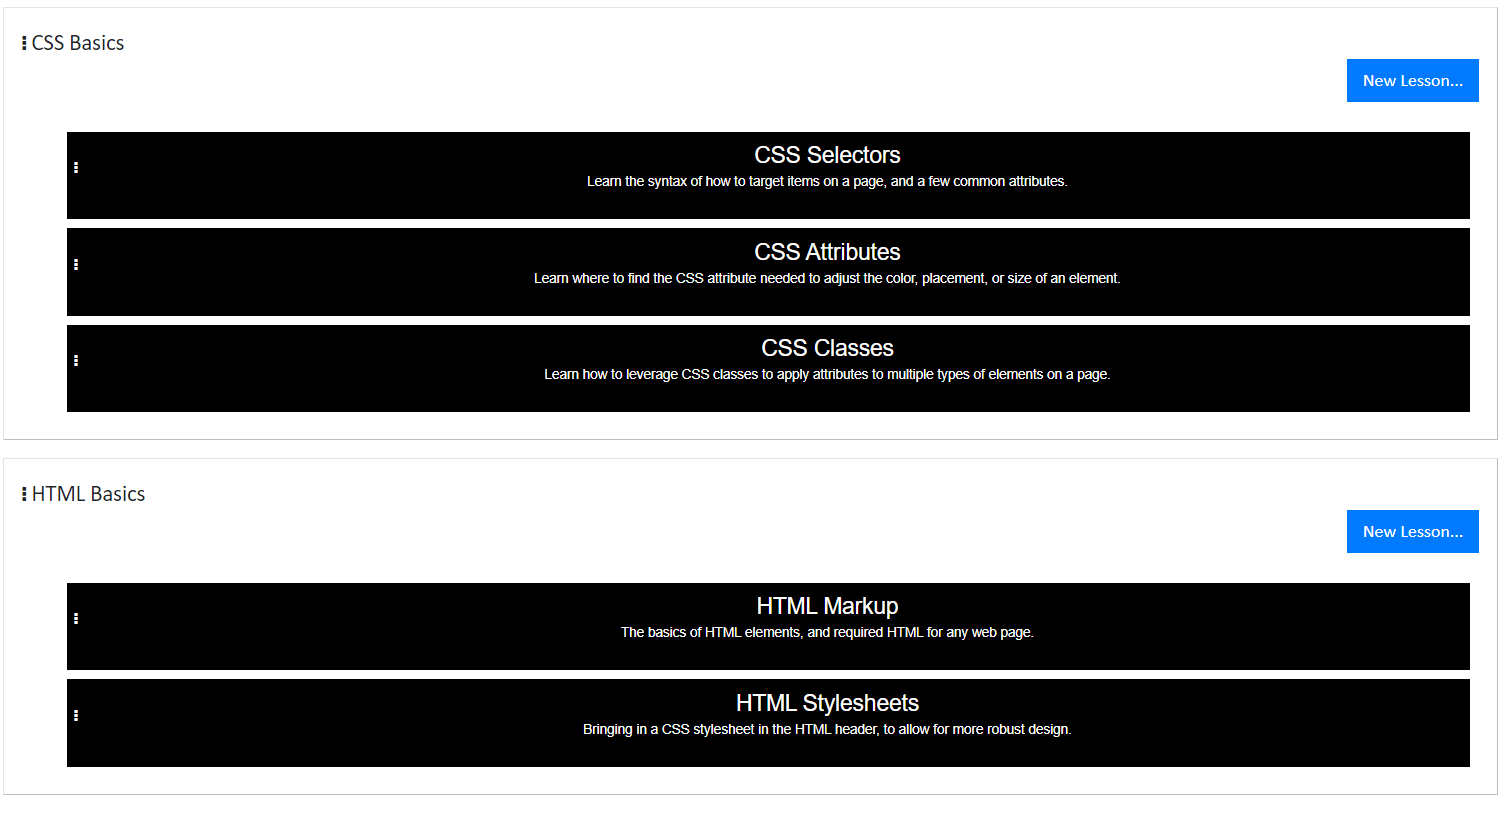 CSS Basics
New Lesson...
CSS Selectors
Learn the syntax of how to target items on a page, and a few common attributes.
CSS Attributes
Learn where to find the CSS attribute needed to adjust the color, placement, or size of an element.
CSS Classes
Learn how to leverage CSS classes to apply attributes to multiple types of elements on a page.
HTML Basics
New Lesson...
HTML Markup
The basics of HTML elements, and required HTML for any web page.
HTML Stylesheets
Bringing in a CSS stylesheet in the HTML header, to allow for more robust design.